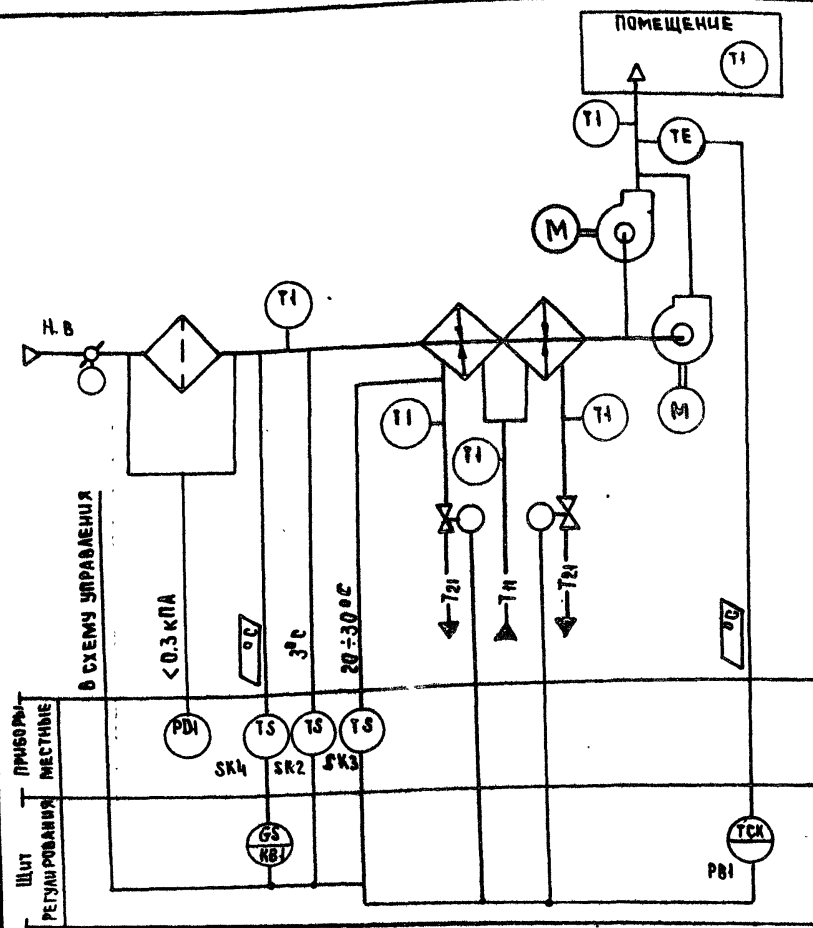 ПОМЕЩЕНИЕ
TI
TI
TE
M
Н.В
TI
M
TI
TI
TI
В СХЕМУ УПРАВЛЕНИЯ
<0.3 кПА
°C
3°C
20÷30°C
T21
T11
T21
°C
ПРИБОРЫ
МЕСТНЫЕ
PDI
TS
TS
TS
SK4
SK2
SK3
ЩИТ
РЕГУЛИРОВАНИЯ
GS
KB1
TCK
PB1